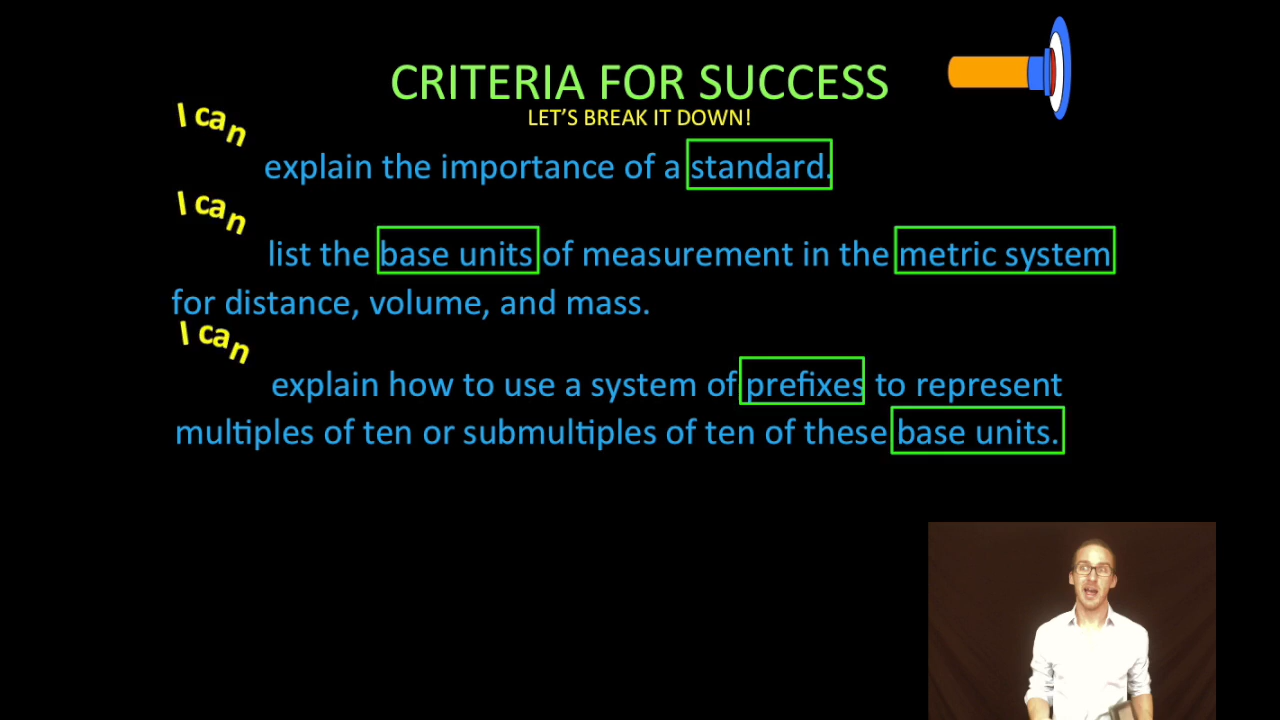 CRITERIA FOR SUCCESS
LET'S BREAK IT DOWN!
I can
explain the importance of a standard.
I can
list the base units of measurement in the metric system
for distance, volume, and mass.
I can
explain how to use a system of prefixes to represent
multiples of ten or submultiples of ten of these base units.